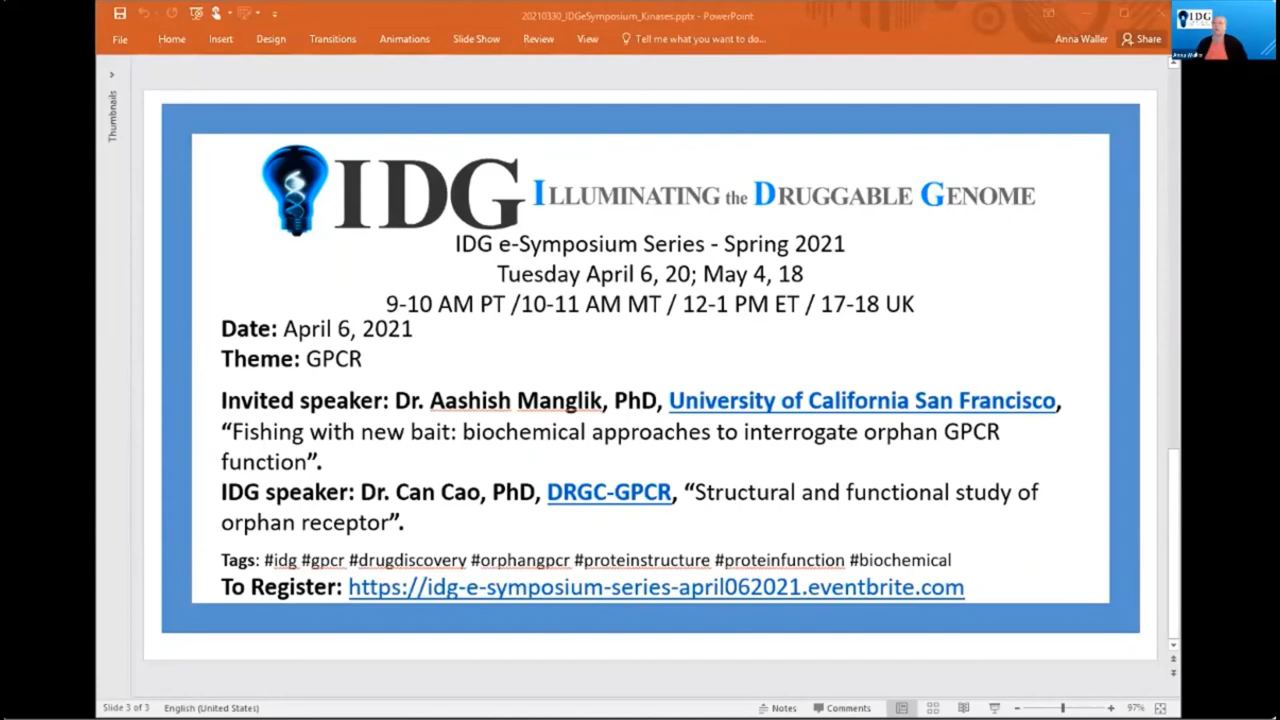 20210330_IDGeSymposium_Kinases.pptx - PowerPoint
File Home Insert Design Transitions Animations Slide Show Review View Tell me what you want to do... Anna Waller Share
IDG
Anna Waller
Thumbnails
IDG ILLUMINATING the DRUGGABLE GENOME
IDG e-Symposium Series - Spring 2021
Tuesday April 6, 20; May 4, 18
9-10 AM PT /10-11 AM MT / 12-1 PM ET / 17-18 UK
Date: April 6, 2021
Theme: GPCR
Invited speaker: Dr. Aashish Manglik, PhD, University of California San Francisco,
“Fishing with new bait: biochemical approaches to interrogate orphan GPCR
function”.
IDG speaker: Dr. Can Cao, PhD, DRGC-GPCR, “Structural and functional study of
orphan receptor”.
Tags: #idg #gpcr #drugdiscovery #orphangpcr #proteinstructure #proteinfunction #biochemical
To Register: https://idg-e-symposium-series-april062021.eventbrite.com
Slide 3 of 3 English (United States) Notes Comments 97%